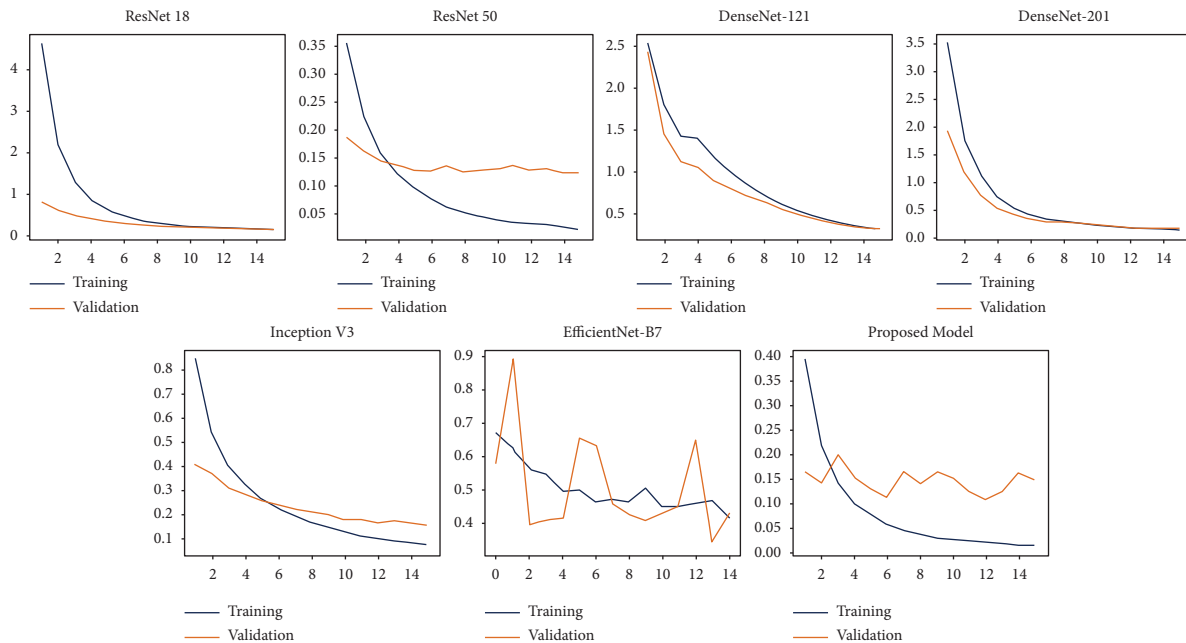 ResNet 18
4
3
2
1
0
2 4 6 8 10 12 14
Training
Validation
ResNet 50
0.35
0.30
0.25
0.20
0.15
0.10
0.05
2 4 6 8 10 12 14
Training
Validation
DenseNet-121
2.5
2.0
1.5
1.0
0.5
2 4 6 8 10 12 14
Training
Validation
DenseNet-201
3.5
3.0
2.5
2.0
1.5
1.0
0.5
0.0
2 4 6 8 10 12 14
Training
Validation
Inception V3
0.8
0.7
0.6
0.5
0.4
0.3
0.2
0.1
2 4 6 8 10 12 14
Training
Validation
EfficientNet-B7
0.9
0.8
0.7
0.6
0.5
0.4
0 2 4 6 8 10 12 14
Training
Validation
Proposed Model
0.40
0.35
0.30
0.25
0.20
0.15
0.10
0.05
0.00
2 4 6 8 10 12 14
Training
Validation